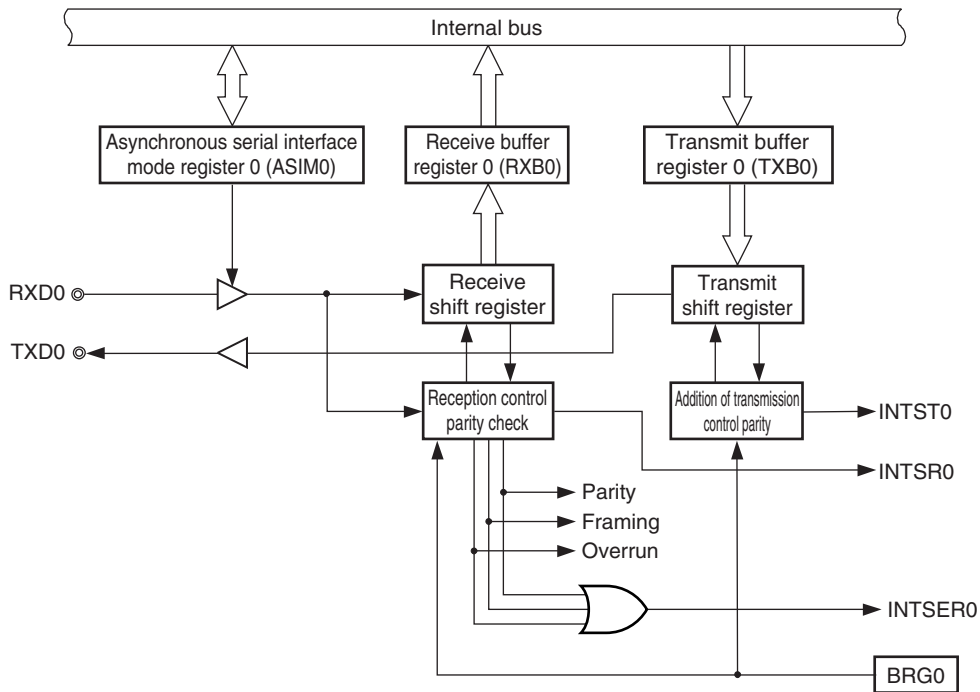 Internal bus
Asynchronous serial interface
mode register 0 (ASIM0)
Receive buffer
register 0 (RXB0)
Transmit buffer
register 0 (TXB0)
RXD0
Receive
shift register
Transmit
shift register
TXD0
Reception control
parity check
Addition of transmission
control parity
INTST0
INTSR0
Parity
Framing
Overrun
INTSER0
BRG0